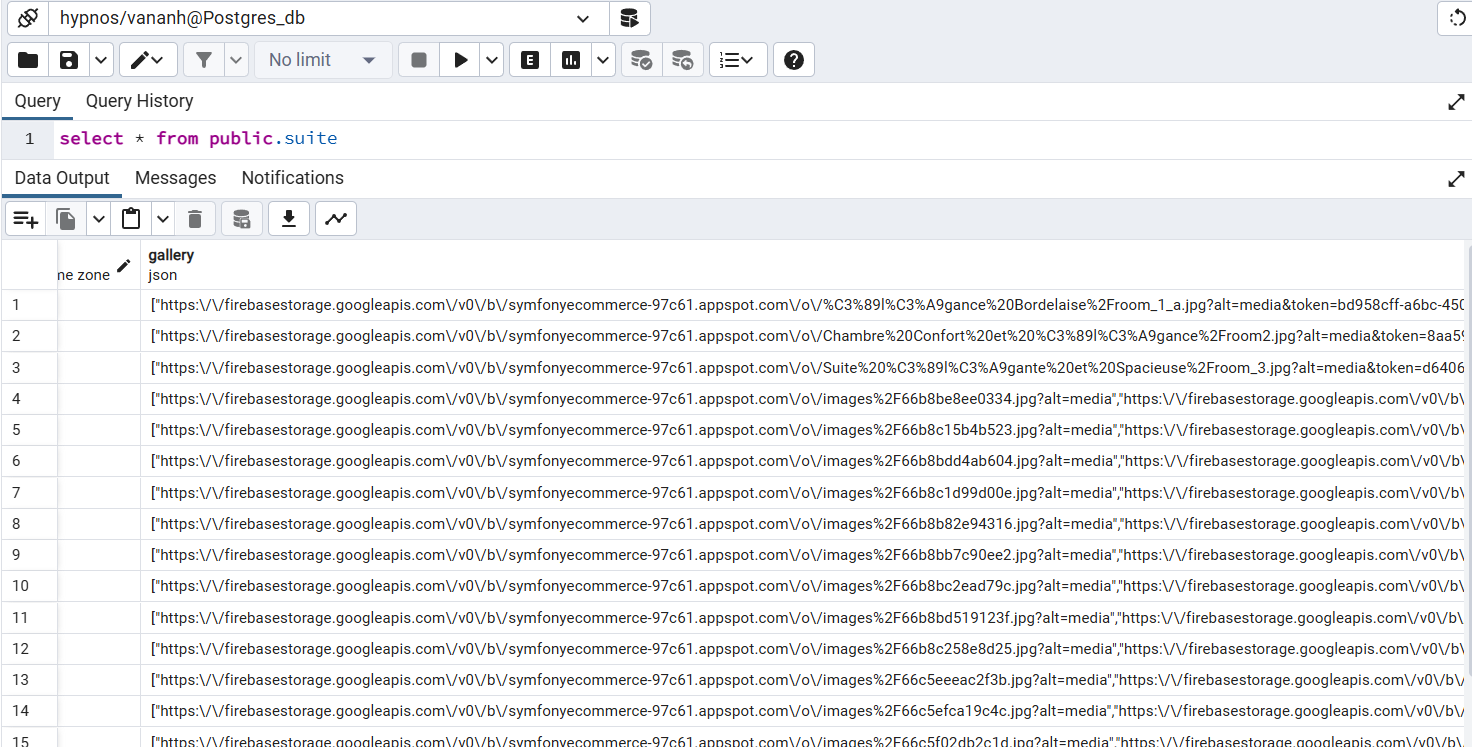 hypnos/vananh@Postgres_db
No limit
E
Query Query History
1 select * from public.suite
Data Output Messages Notifications
me zone gallery
json
1 ["https:\/\/firebasestorage.googleapis.com\/v0\/b\/symfonyecommerce-97c61.appspot.com\/o\/%C3%89l%C3%A9gance%20Bordelaise%2Froom_1_a.jpg?alt=media&token=bd958cff-a6bc-450
2 ["https:\/\/firebasestorage.googleapis.com\/v0\/b\/symfonyecommerce-97c61.appspot.com\/o\/Chambre%20Confort%20et%20%C3%89l%C3%A9gance%2Froom2.jpg?alt=media&token=8aa59
3 ["https:\/\/firebasestorage.googleapis.com\/v0\/b\/symfonyecommerce-97c61.appspot.com\/o\/Suite%20%C3%89l%C3%A9gante%20et%20Spacieuse%2Froom_3.jpg?alt=media&token=d6406
4 ["https:\/\/firebasestorage.googleapis.com\/v0\/b\/symfonyecommerce-97c61.appspot.com\/o\/images%2F66b8be8ee0334.jpg?alt=media","https:\/\/firebasestorage.googleapis.com\/v0\/b\
5 ["https:\/\/firebasestorage.googleapis.com\/v0\/b\/symfonyecommerce-97c61.appspot.com\/o\/images%2F66b8c15b4b523.jpg?alt=media","https:\/\/firebasestorage.googleapis.com\/v0\/b\
6 ["https:\/\/firebasestorage.googleapis.com\/v0\/b\/symfonyecommerce-97c61.appspot.com\/o\/images%2F66b8bdd4ab604.jpg?alt=media","https:\/\/firebasestorage.googleapis.com\/v0\/b\
7 ["https:\/\/firebasestorage.googleapis.com\/v0\/b\/symfonyecommerce-97c61.appspot.com\/o\/images%2F66b8c1d99d00e.jpg?alt=media","https:\/\/firebasestorage.googleapis.com\/v0\/b\
8 ["https:\/\/firebasestorage.googleapis.com\/v0\/b\/symfonyecommerce-97c61.appspot.com\/o\/images%2F66b8b82e94316.jpg?alt=media","https:\/\/firebasestorage.googleapis.com\/v0\/b\
9 ["https:\/\/firebasestorage.googleapis.com\/v0\/b\/symfonyecommerce-97c61.appspot.com\/o\/images%2F66b8bb7c90ee2.jpg?alt=media","https:\/\/firebasestorage.googleapis.com\/v0\/b\
10 ["https:\/\/firebasestorage.googleapis.com\/v0\/b\/symfonyecommerce-97c61.appspot.com\/o\/images%2F66b8bc2ead79c.jpg?alt=media","https:\/\/firebasestorage.googleapis.com\/v0\/b\
11 ["https:\/\/firebasestorage.googleapis.com\/v0\/b\/symfonyecommerce-97c61.appspot.com\/o\/images%2F66b8bd519123f.jpg?alt=media","https:\/\/firebasestorage.googleapis.com\/v0\/b\
12 ["https:\/\/firebasestorage.googleapis.com\/v0\/b\/symfonyecommerce-97c61.appspot.com\/o\/images%2F66b8c258e8d25.jpg?alt=media","https:\/\/firebasestorage.googleapis.com\/v0\/b\
13 ["https:\/\/firebasestorage.googleapis.com\/v0\/b\/symfonyecommerce-97c61.appspot.com\/o\/images%2F66c5eeeac2f3b.jpg?alt=media","https:\/\/firebasestorage.googleapis.com\/v0\/b\/
14 ["https:\/\/firebasestorage.googleapis.com\/v0\/b\/symfonyecommerce-97c61.appspot.com\/o\/images%2F66c5efca19c4c.jpg?alt=media","https:\/\/firebasestorage.googleapis.com\/v0\/b\/
15 ["https:\/\/firebasestorage.googleapis.com\/v0\/b\/symfonyecommerce-97c61.appspot.com\/o\/images%2F66c5f02db2c1d.jpg?alt=media","https:\/\/firebasestorage.googleapis.com\/v0\/b\/